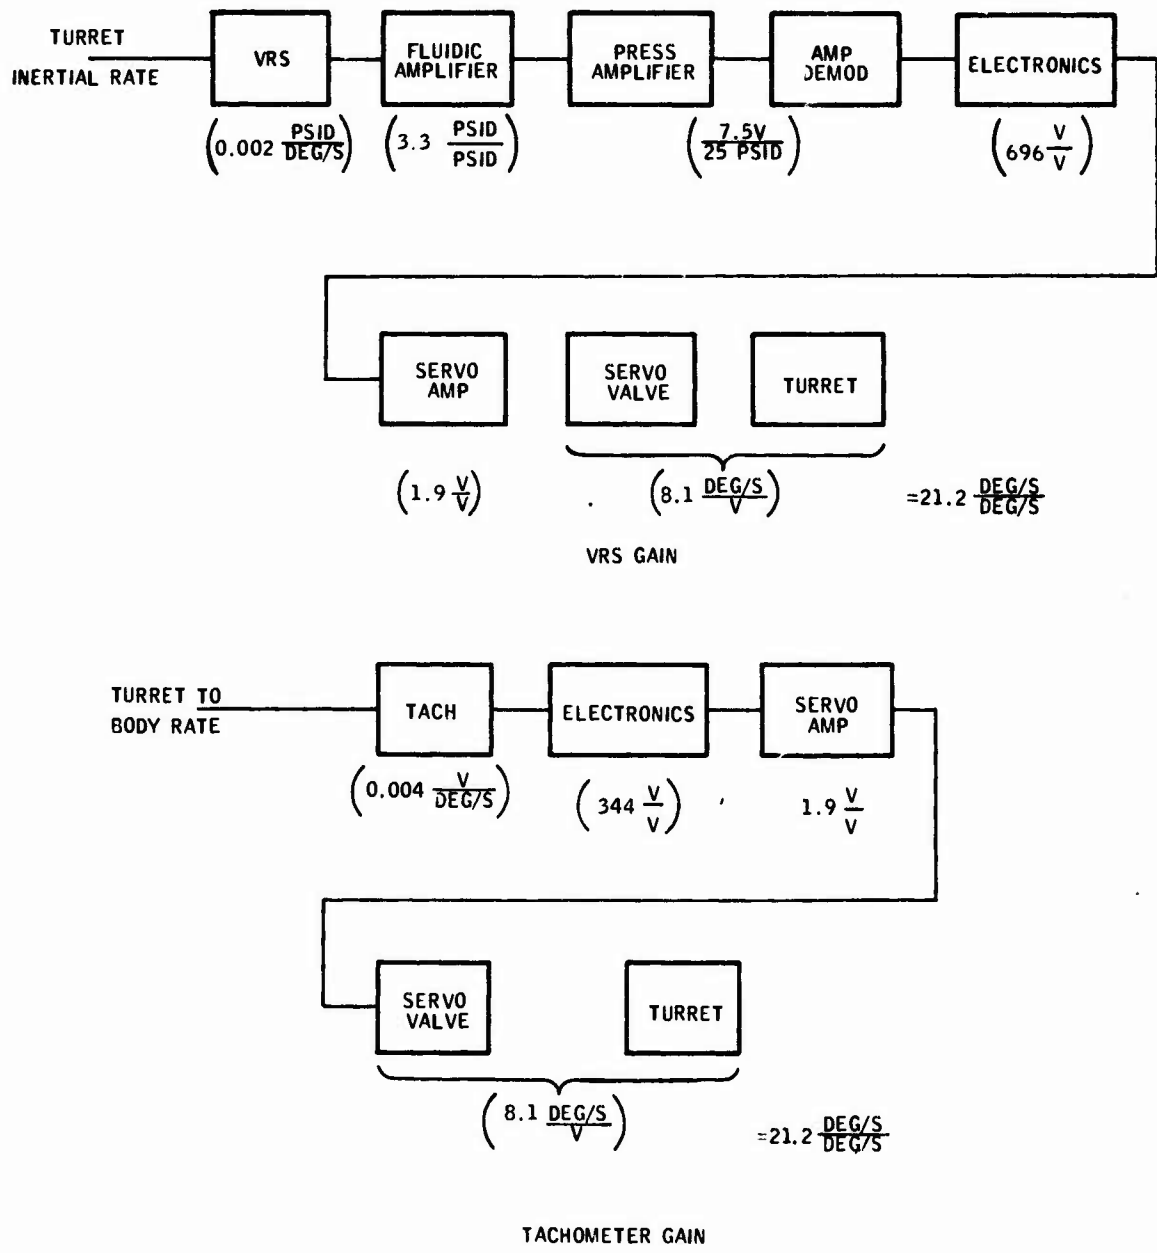 TURRET
INERTIAL RATE
VRS
FLUIDIC
AMPLIFIER
PRESS
AMPLIFIER
AMP
DEMOD
ELECTRONICS
(0.002 PSID/DEG/S)
(3.3 PSID/PSID)
(7.5V/25 PSID)
(696 V/V)
SERVO
AMP
SERVO
VALVE
TURRET
(1.9 V/V)
(8.1 DEG/S/V)
=21.2 DEG/S/DEG/S
VRS GAIN
TURRET TO
BODY RATE
TACH
ELECTRONICS
SERVO
AMP
(0.004 V/DEG/S)
(344 V/V)
1.9 V/V
SERVO
VALVE
TURRET
(8.1 DEG/S/V)
=21.2 DEG/S/DEG/S
TACHOMETER GAIN